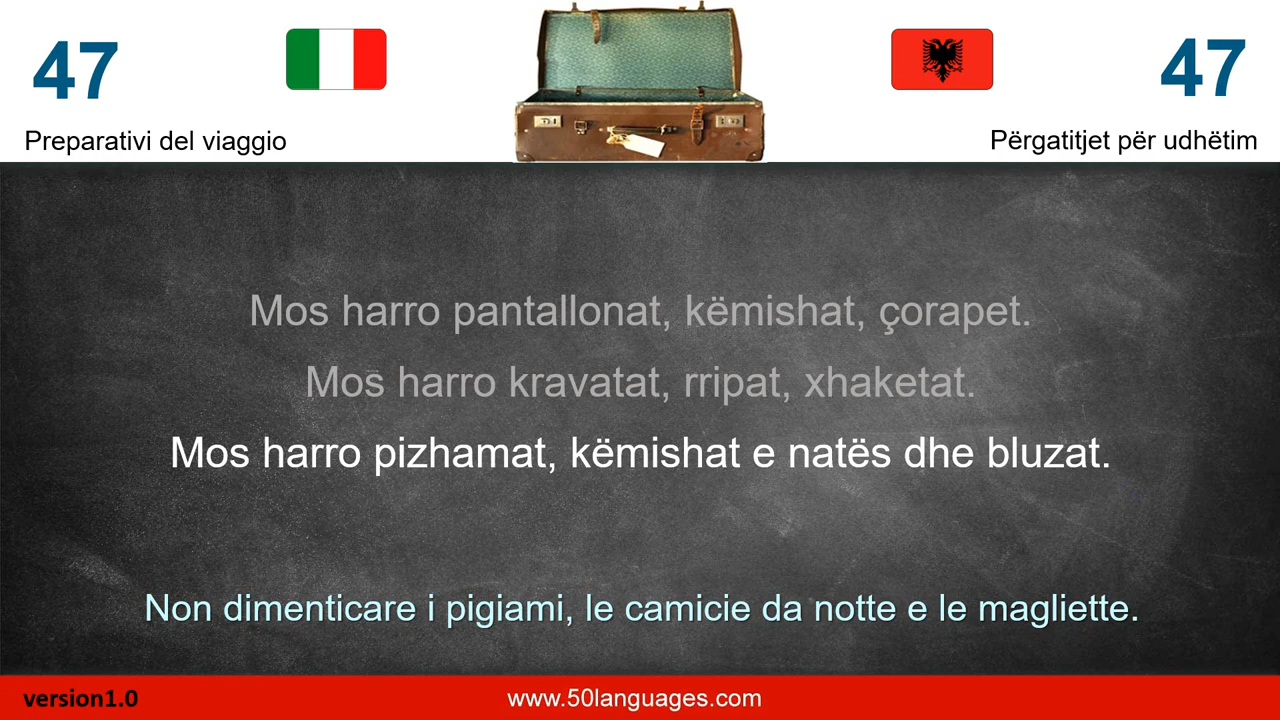 47
47
Preparativi del viaggio
Përgatitjet për udhëtim
Mos harro pantallonat, këmishat, çorapet.
Mos harro kravatat, rripat, xhaketat.
Mos harro pizhamat, këmishat e natës dhe bluzat.
Non dimenticare i pigiami, le camicie da notte e le magliette.
version1.0
www.50languages.com